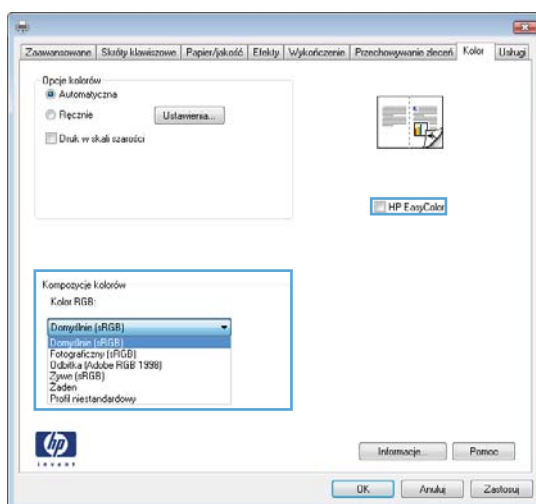 Zaawansowane Skróty klawiszowe Papier/jakość Efekty Wykończenie Przechowywanie zleceń Kolor Usługi
Opcje kolorów
Automatyczna
Ręcznie
Ustawienia...
Druk w skali szarości
HP EasyColor
Kompozycje kolorów
Kolor RGB:
Domyślnie (sRGB)
Domyślnie (sRGB)
Fotograficzny (sRGB)
Odbitka (Adobe RGB 1998)
Żywe (sRGB)
Żaden
Profil niestandardowy
hp
invent
Informacje... Pomoc
OK Anuluj Zastosuj